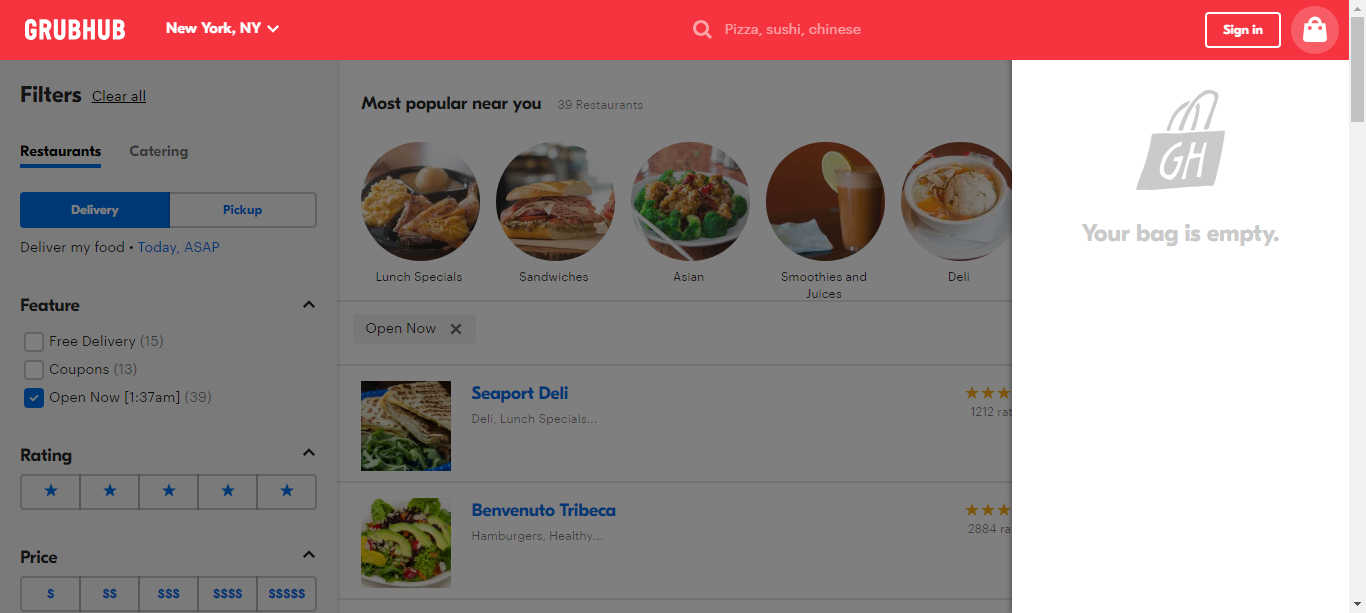 GRUBHUB
New York, NY
Pizza, sushi, chinese
Sign in
Filters Clear all
Restaurants Catering
Delivery Pickup
Deliver my food • Today, ASAP
Feature
Free Delivery (15)
Coupons (13)
Open Now [1:37am] (39)
Rating
Price
$ $$ $$$ $$$$ $$$$$
Most popular near you 39 Restaurants
Lunch Specials
Sandwiches
Asian
Smoothies and
Juices
Deli
Open Now
Seaport Deli
Deli, Lunch Specials...
1212 rat
Benvenuto Tribeca
Hamburgers, Healthy...
2884 ra
GH
Your bag is empty.